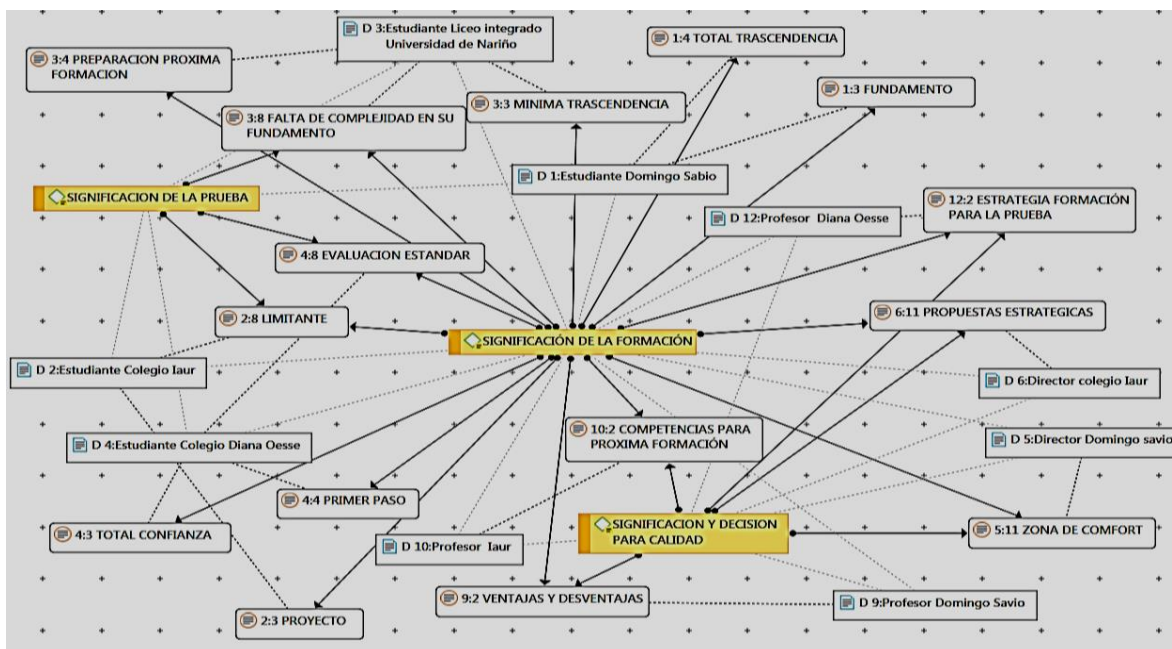 D 3:Estudiante Liceo integrado
Universidad de Nariño
1:4 TOTAL TRASCENDENCIA
3:4 PREPARACION PROXIMA
FORMACION
1:3 FUNDAMENTO
3:3 MINIMA TRASCENDENCIA
3:8 FALTA DE COMPLEJIDAD EN SU
FUNDAMENTO
D 1:Estudiante Domingo Sabio
SIGNIFICACION DE LA PRUEBA
12:2 ESTRATEGIA FORMACIÓN
PARA LA PRUEBA
D 12:Profesor Diana Oesse
4:8 EVALUACION ESTANDAR
2:8 LIMITANTE
6:11 PROPUESTAS ESTRATEGICAS
SIGNIFICACIÓN DE LA FORMACIÓN
D 2:Estudiante Colegio Iaur
D 6:Director colegio Iaur
10:2 COMPETENCIAS PARA
PROXIMA FORMACIÓN
D 5:Director Domingo savio
D 4:Estudiante Colegio Diana Oesse
4:4 PRIMER PASO
SIGNIFICACION Y DECISION
PARA CALIDAD
4:3 TOTAL CONFIANZA
5:11 ZONA DE COMFORT
D 10:Profesor Iaur
9:2 VENTAJAS Y DESVENTAJAS
D 9:Profesor Domingo Savio
2:3 PROYECTO